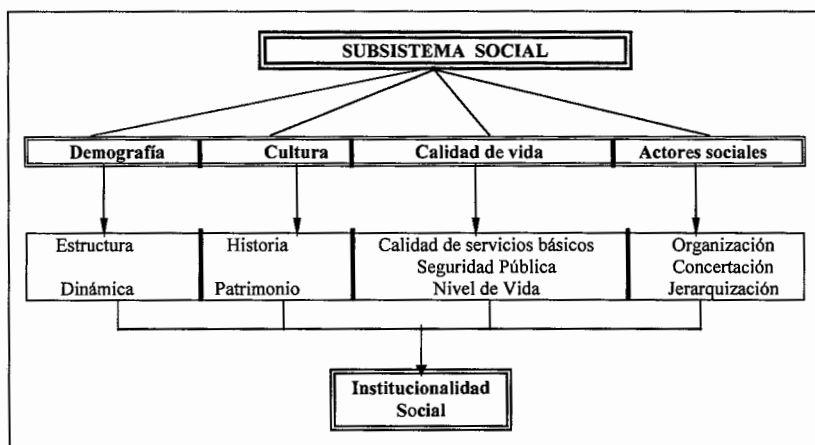 SUBSISTEMA SOCIAL
Demografía
Cultura
Calidad de vida
Actores sociales
Estructura
Dinámica
Historia
Patrimonio
Calidad de servicios básicos
Seguridad Pública
Nivel de Vida
Organización
Concertación
Jerarquización
Institucionalidad
Social